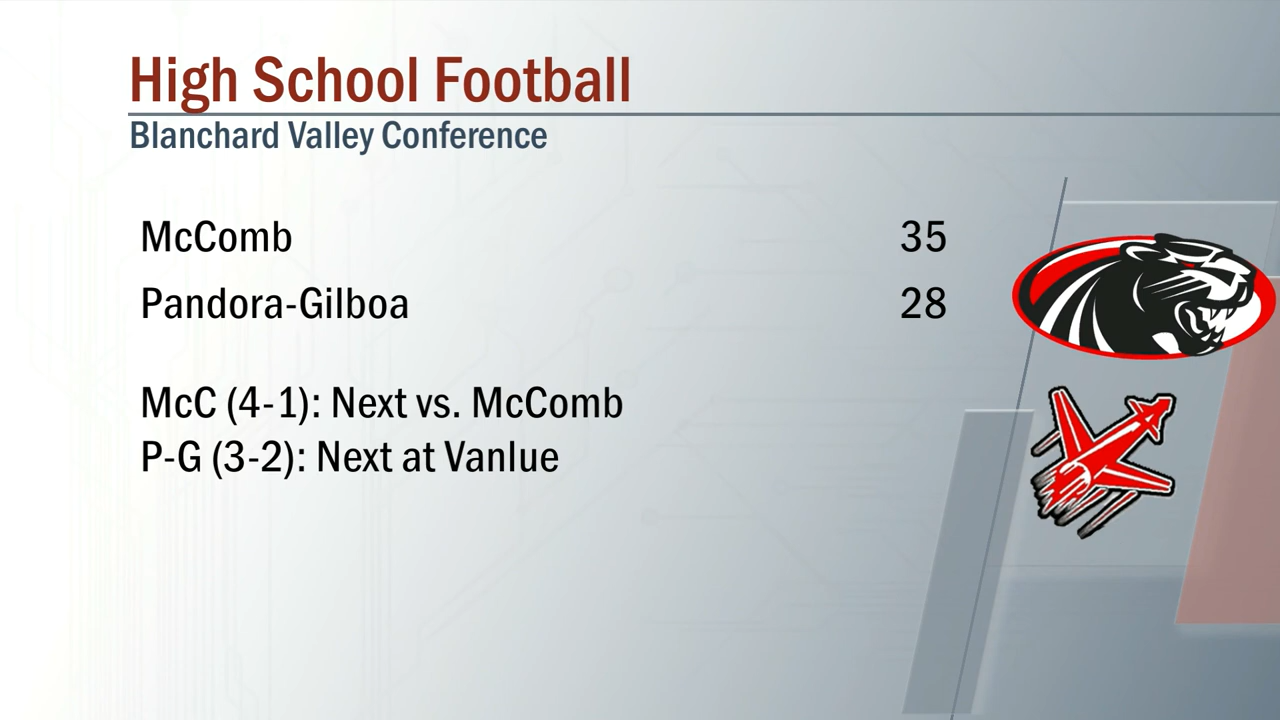 High School Football
Blanchard Valley Conference
McComb 35
Pandora-Gilboa 28
McC (4-1): Next vs. McComb
P-G (3-2): Next at Vanlue